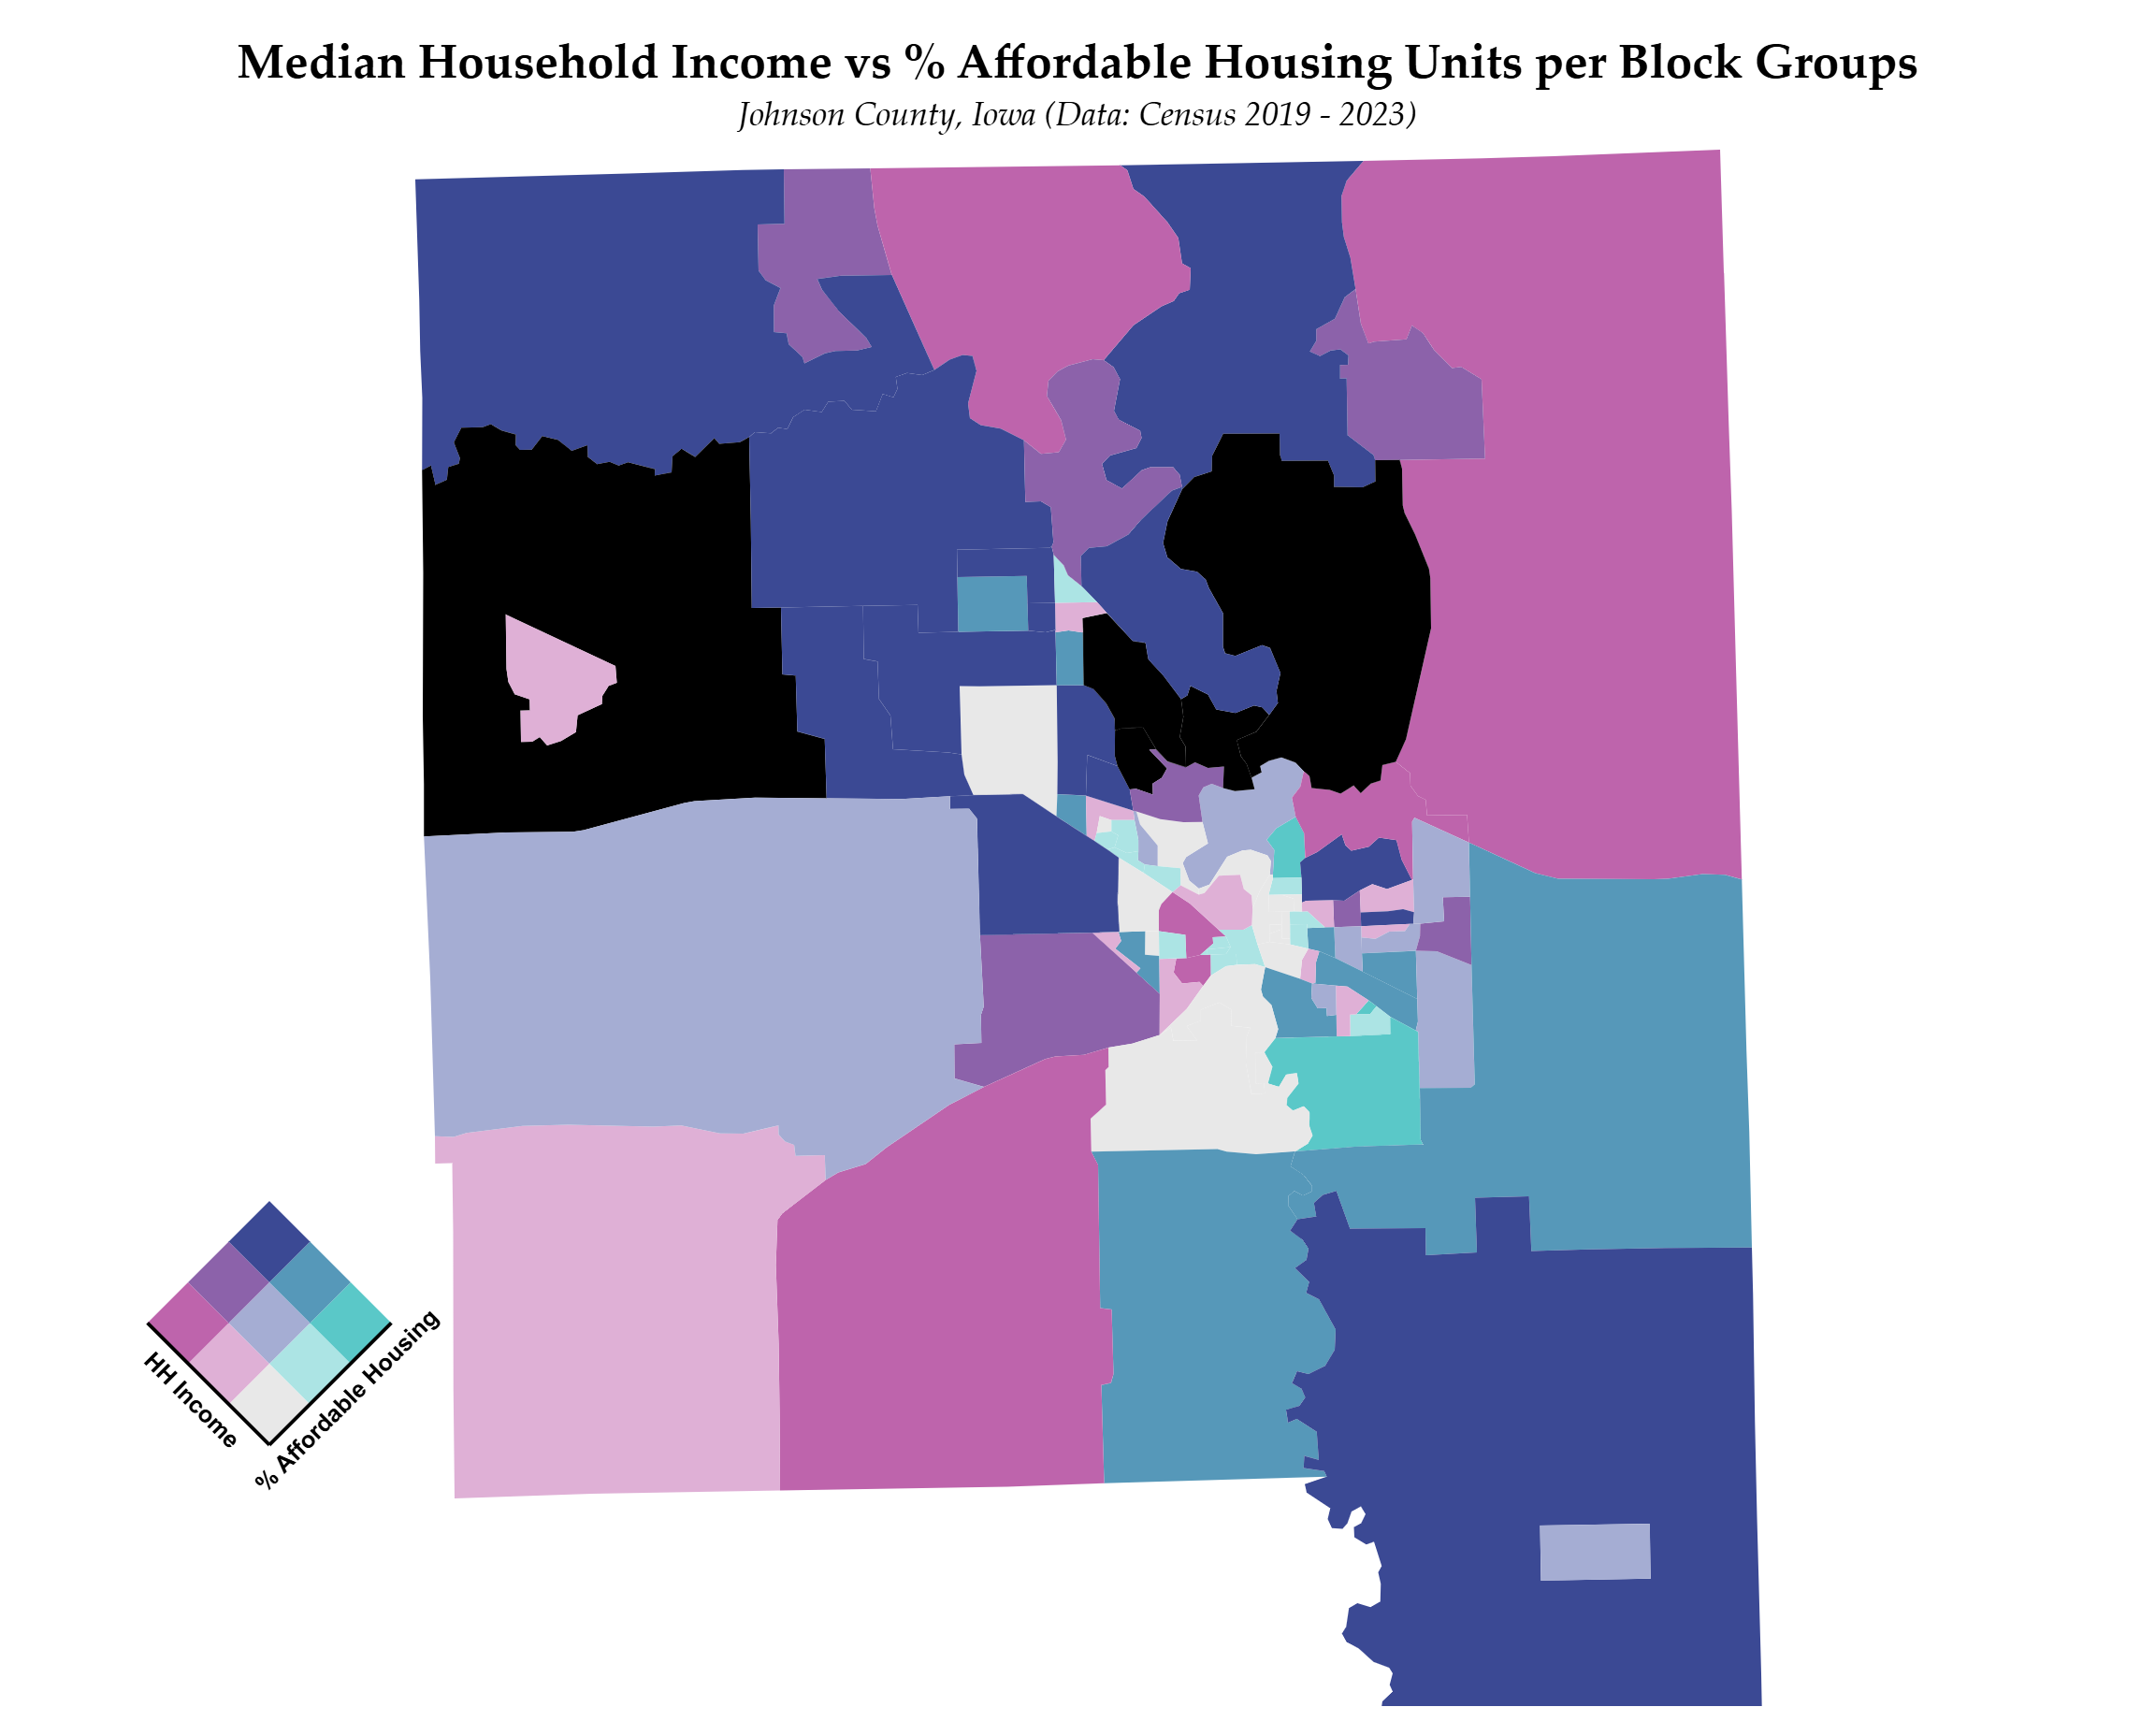 Median Household Income vs % Affordable Housing Units per Block Groups
Johnson County, Iowa (Data: Census 2019 - 2023)
HH Income
% Affordable Housing